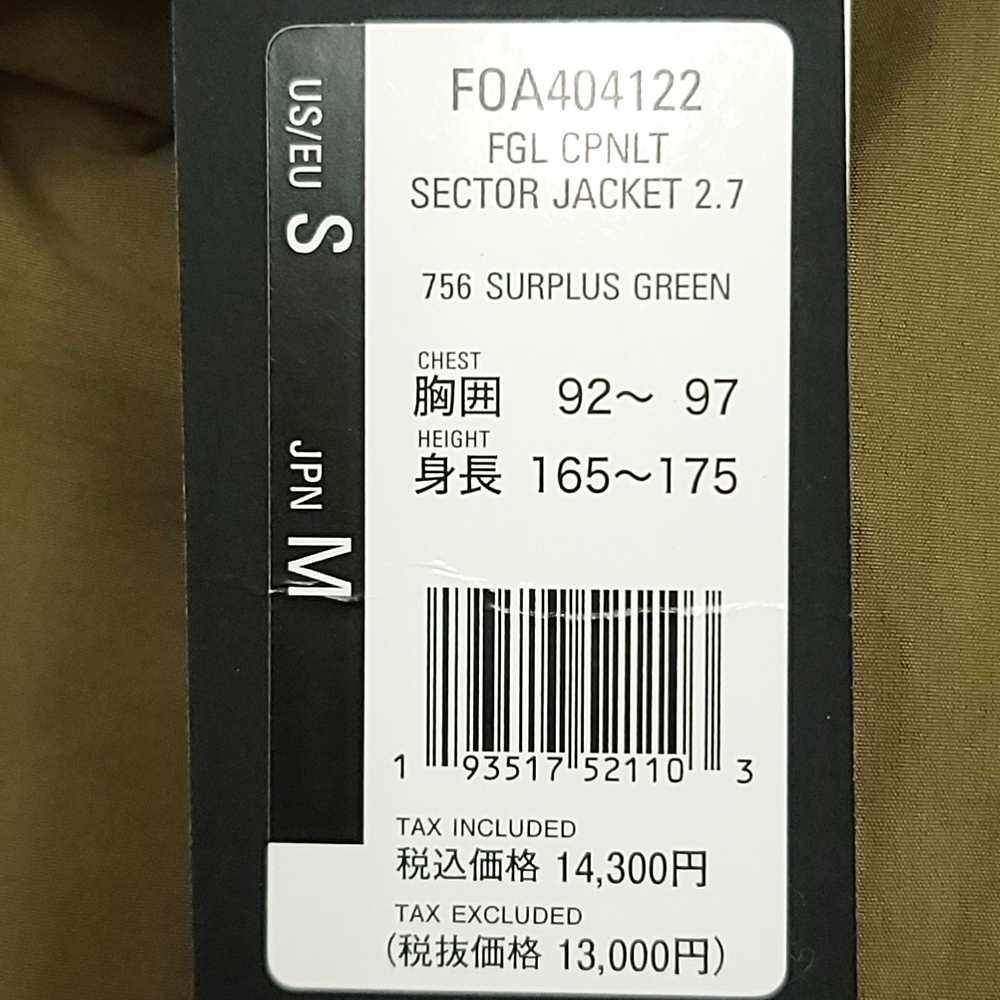 US/EU S
JPN M
FOA404122
FGL CPNLT
SECTOR JACKET 2.7
756 SURPLUS GREEN
CHEST
胸囲 92〜 97
HEIGHT
身長 165〜175
1 93517 52110 3
TAX INCLUDED
税込価格 14,300円
TAX EXCLUDED
(税抜価格 13,000円)